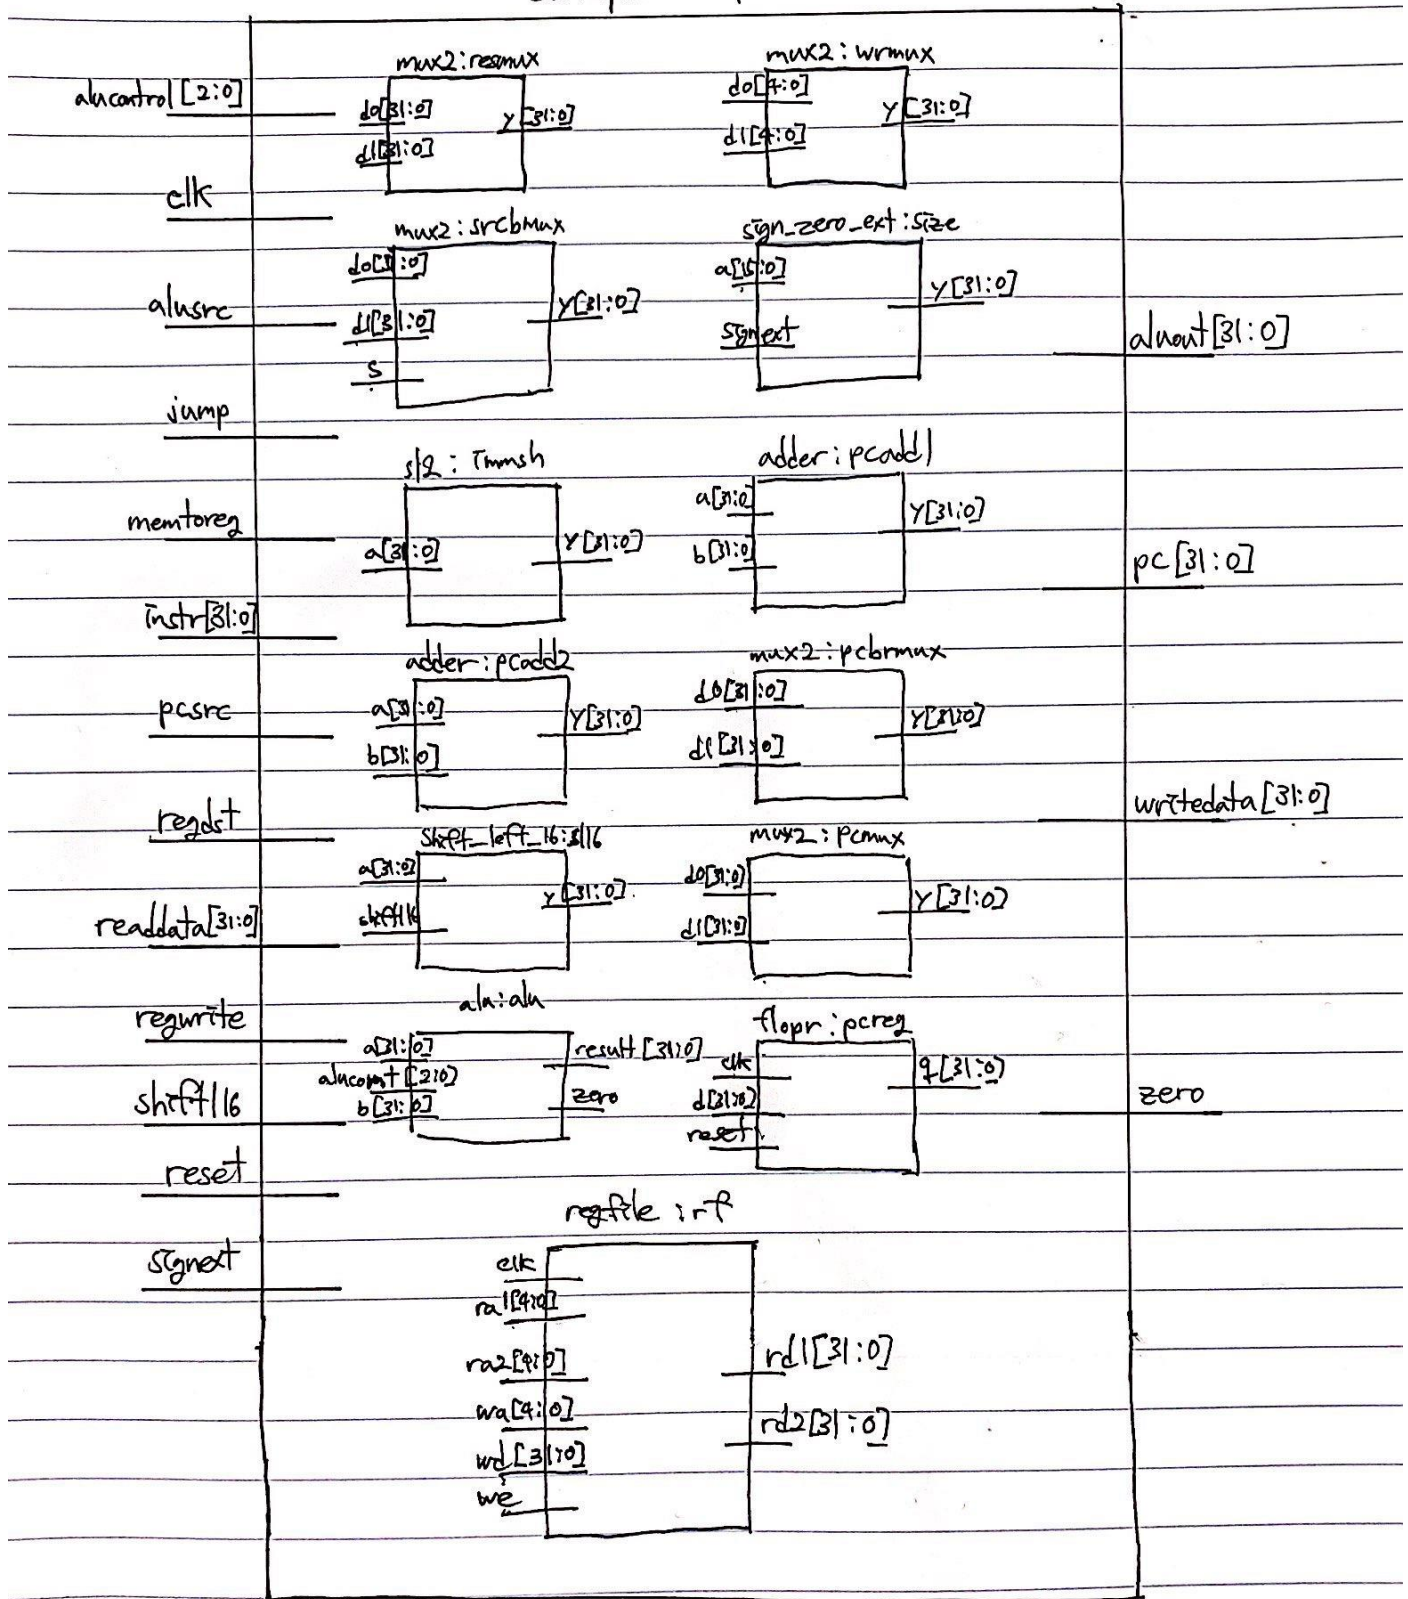 alucontrol[2:0]
clk
alusrc
jump
memtoreg
instr[31:0]
pcsrc
regdst
readdata[31:0]
regwrite
shiftl16
reset
signext
mux2:resmux
d0[31:0]
d1[31:0]
y[31:0]
mux2:wrmux
d0[4:0]
d1[4:0]
y[31:0]
mux2:srcbmux
d0[31:0]
d1[31:0]
s
y[31:0]
sign_zero_ext:size
a[15:0]
signext
y[31:0]
sl2:immsh
a[31:0]
y[31:0]
adder:pcadd1
a[31:0]
b[31:0]
y[31:0]
adder:pcadd2
a[31:0]
b[31:0]
y[31:0]
mux2:pcbrmux
d0[31:0]
d1[31:0]
y[31:0]
shift_left_16:sl16
a[31:0]
shiftl16
y[31:0]
mux2:pcmux
d0[31:0]
d1[31:0]
y[31:0]
alu:alu
a[31:0]
alucont[2:0]
b[31:0]
result[31:0]
zero
flopr:pcreg
clk
d[31:0]
reset
q[31:0]
regfile:rf
clk
ra1[4:0]
ra2[4:0]
wa[4:0]
wd[31:0]
we
rd1[31:0]
rd2[31:0]
aluout[31:0]
pc[31:0]
writedata[31:0]
zero